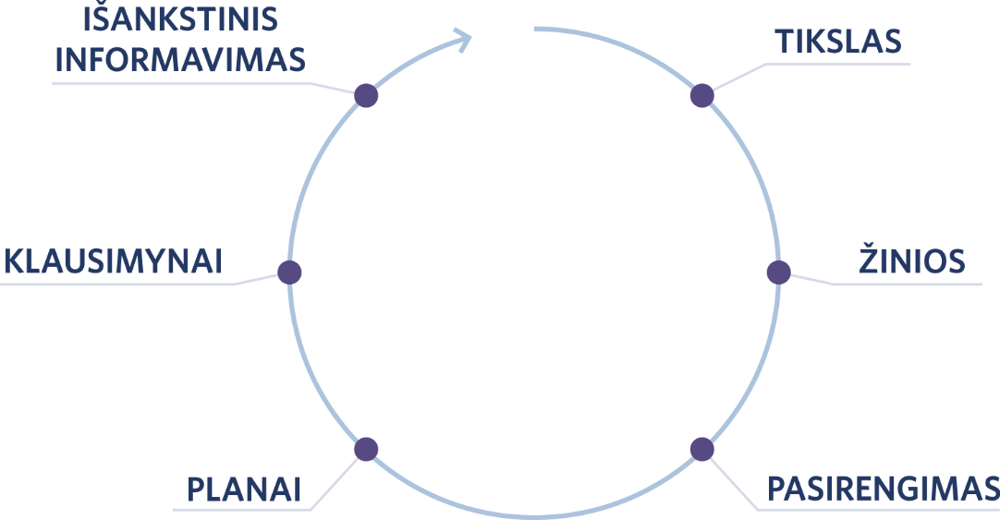 IŠANKSTINIS
INFORMAVIMAS
TIKSLAS
KLAUSIMYNAI
ŽINIOS
PLANAI
PASIRENGIMAS